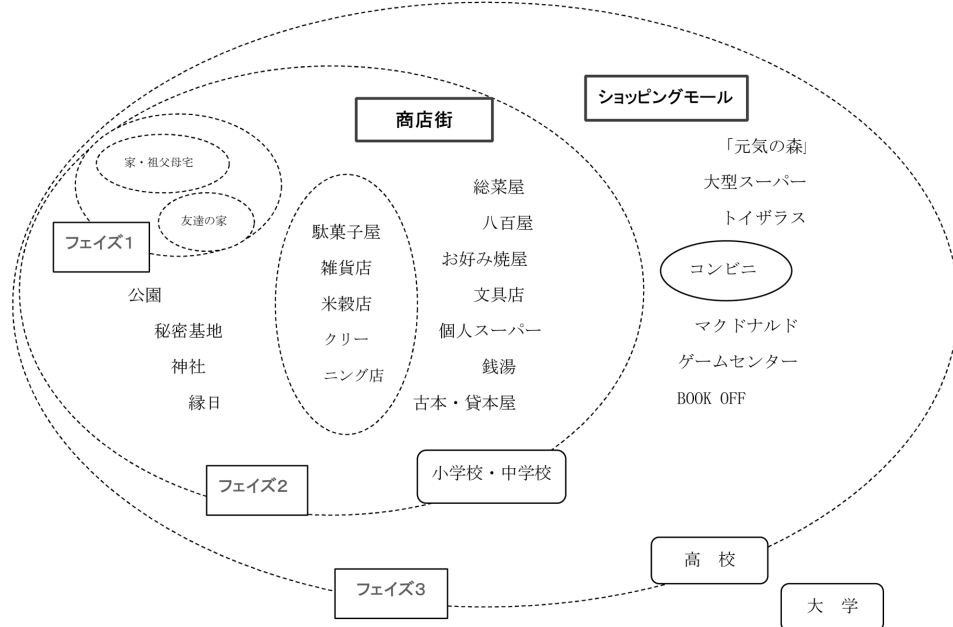 ショッピングモール
商店街
「元気の森」
家・祖父母宅
大型スーパー
総菜屋
トイザラス
友達の家
八百屋
駄菓子屋
フェイズ1
お好み焼屋
雑貨店
コンビニ
公園
文具店
米穀店
秘密基地
個人スーパー
マクドナルド
クリー
神社
銭湯
ゲームセンター
ニング店
縁日
古本・貸本屋
BOOK OFF
小学校・中学校
フェイズ2
高 校
フェイズ3
大 学